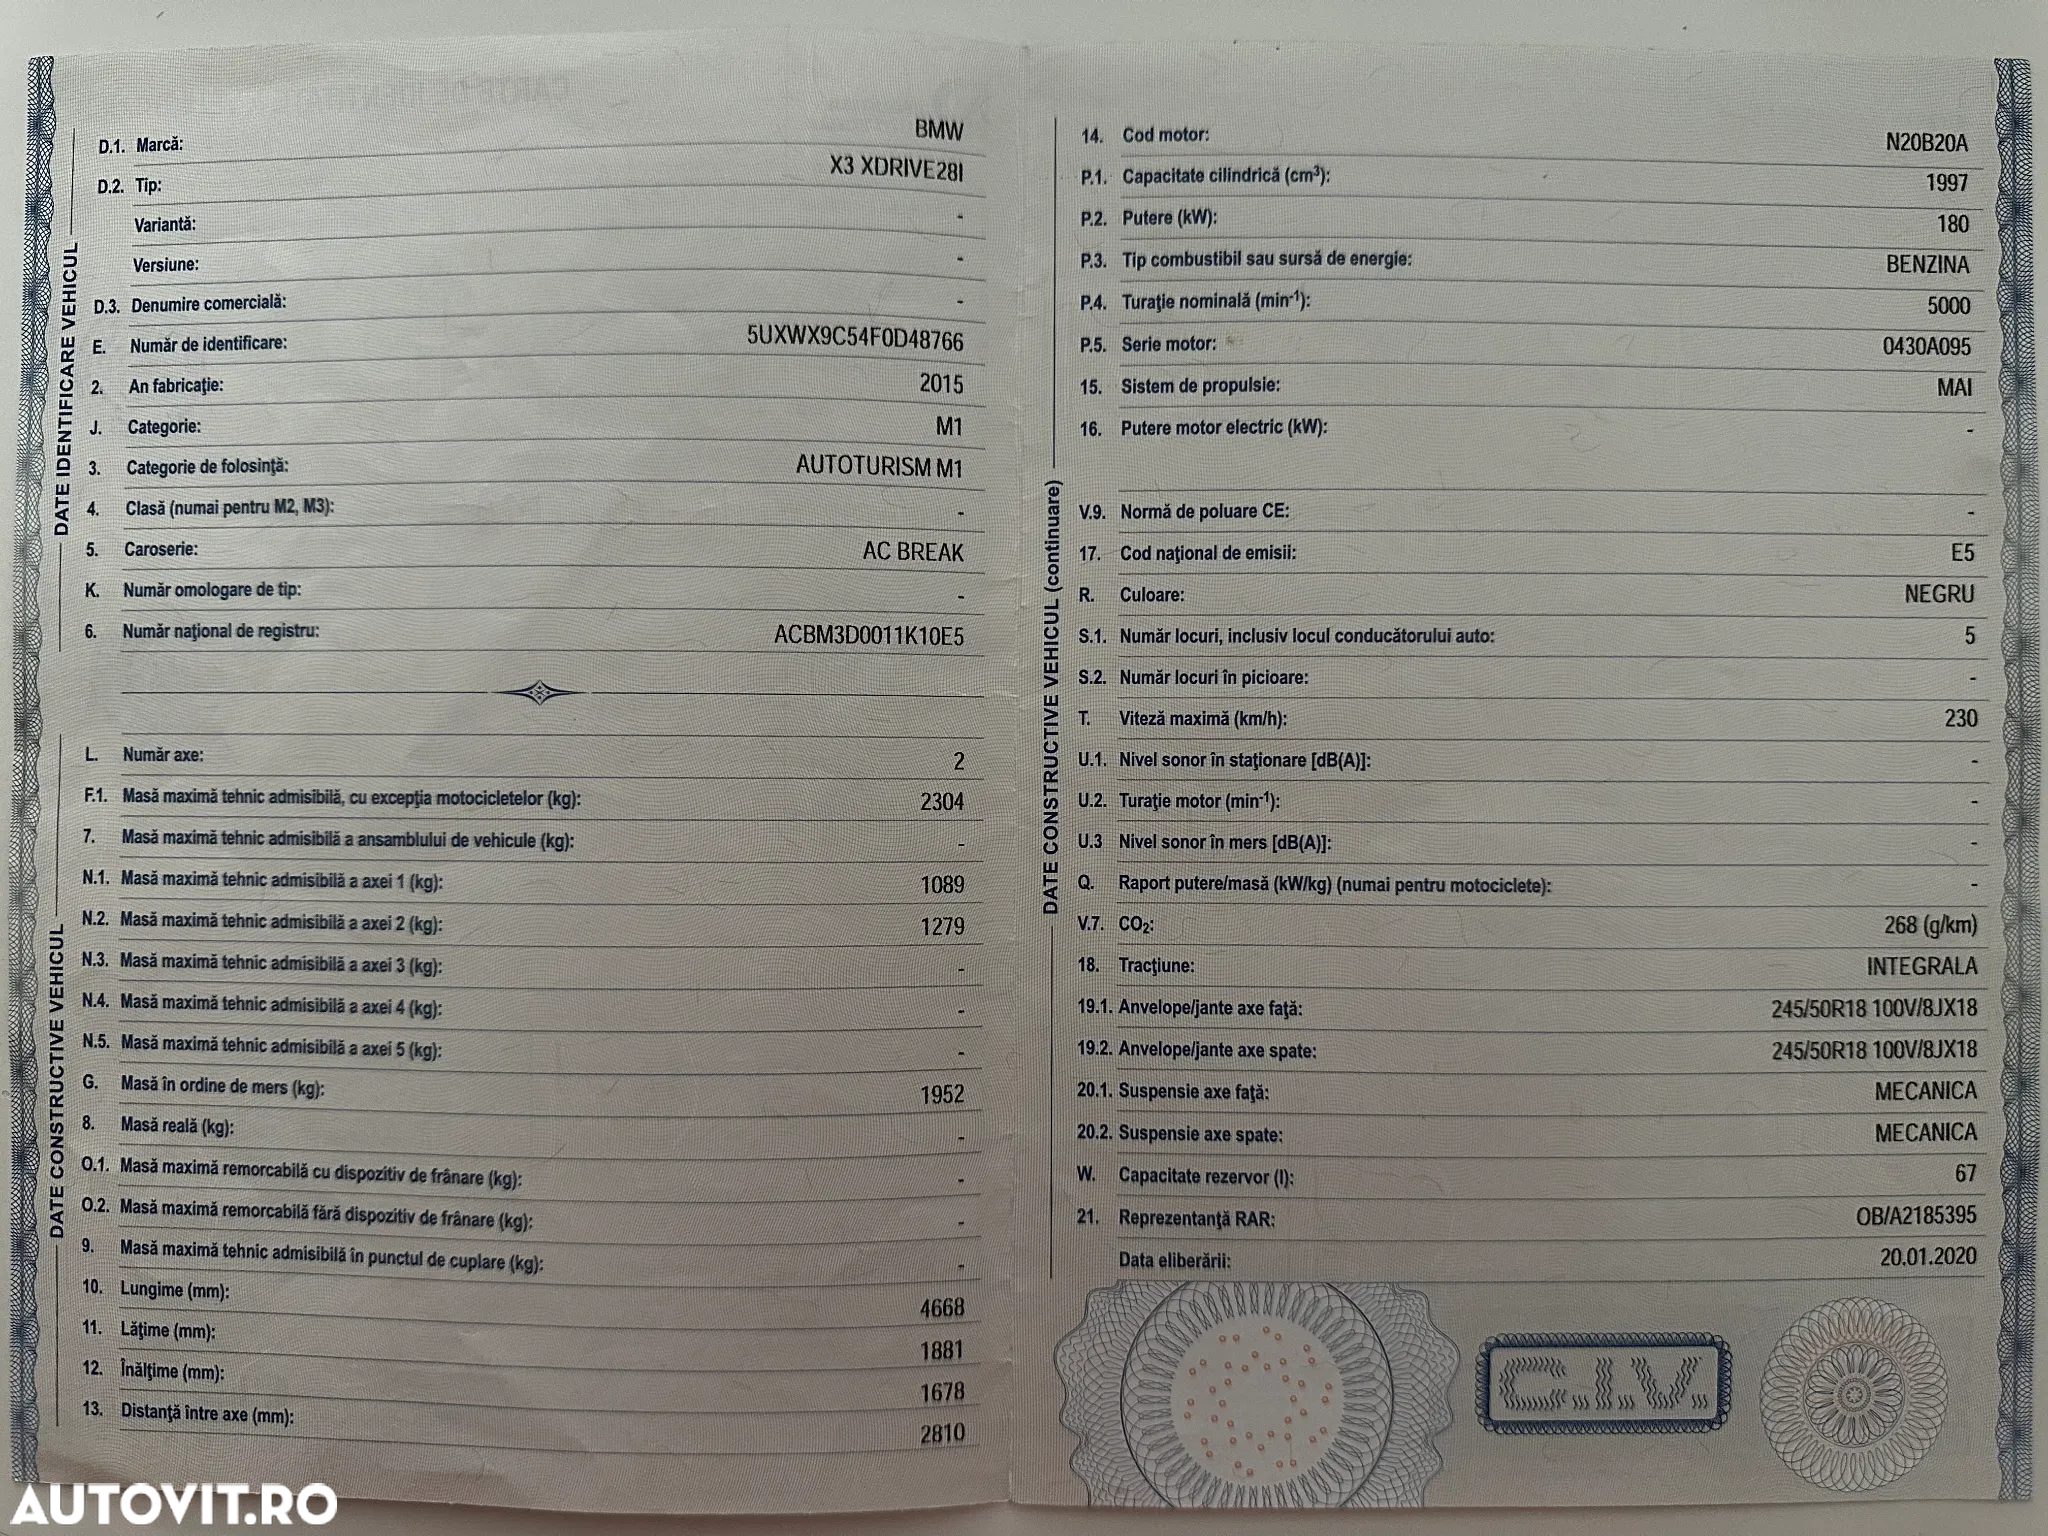 DATE IDENTIFICARE VEHICUL
D.1. Marcă: BMW
D.2. Tip: X3 XDRIVE28I
Variantă: -
Versiune: -
D.3. Denumire comercială: -
E. Număr de identificare: 5UXWX9C54F0D48766
2. An fabricaţie: 2015
J. Categorie: M1
3. Categorie de folosinţă: AUTOTURISM M1
4. Clasă (numai pentru M2, M3): -
5. Caroserie: AC BREAK
K. Număr omologare de tip: -
6. Număr naţional de registru: ACBM3D0011K10E5
DATE CONSTRUCTIVE VEHICUL
L. Număr axe: 2
F.1. Masă maximă tehnic admisibilă, cu excepţia motocicletelor (kg): 2304
7. Masă maximă tehnic admisibilă a ansamblului de vehicule (kg): -
N.1. Masă maximă tehnic admisibilă a axei 1 (kg): 1089
N.2. Masă maximă tehnic admisibilă a axei 2 (kg): 1279
N.3. Masă maximă tehnic admisibilă a axei 3 (kg): -
N.4. Masă maximă tehnic admisibilă a axei 4 (kg): -
N.5. Masă maximă tehnic admisibilă a axei 5 (kg): -
G. Masă în ordine de mers (kg): 1952
8. Masă reală (kg): -
O.1. Masă maximă remorcabilă cu dispozitiv de frânare (kg): -
O.2. Masă maximă remorcabilă fără dispozitiv de frânare (kg): -
9. Masă maximă tehnic admisibilă în punctul de cuplare (kg): -
10. Lungime (mm): 4668
11. Lăţime (mm): 1881
12. Înălţime (mm): 1678
13. Distanţă între axe (mm): 2810
DATE CONSTRUCTIVE VEHICUL (continuare)
14. Cod motor: N20B20A
P.1. Capacitate cilindrică (cm³): 1997
P.2. Putere (kW): 180
P.3. Tip combustibil sau sursă de energie: BENZINA
P.4. Turaţie nominală (min⁻¹): 5000
P.5. Serie motor: 0430A095
15. Sistem de propulsie: MAI
16. Putere motor electric (kW): -
V.9. Normă de poluare CE: -
17. Cod naţional de emisii: E5
R. Culoare: NEGRU
S.1. Număr locuri, inclusiv locul conducătorului auto: 5
S.2. Număr locuri în picioare: -
T. Viteză maximă (km/h): 230
U.1. Nivel sonor în staţionare [dB(A)]: -
U.2. Turaţie motor (min⁻¹): -
U.3 Nivel sonor în mers [dB(A)]: -
Q. Raport putere/masă (kW/kg) (numai pentru motociclete): -
V.7. CO₂: 268 (g/km)
18. Tracţiune: INTEGRALA
19.1. Anvelope/jante axe faţă: 245/50R18 100V/8JX18
19.2. Anvelope/jante axe spate: 245/50R18 100V/8JX18
20.1. Suspensie axe faţă: MECANICA
20.2. Suspensie axe spate: MECANICA
W. Capacitate rezervor (l): 67
21. Reprezentanţă RAR: OB/A2185395
Data eliberării: 20.01.2020
C.I.V.
AUTOVIT.RO